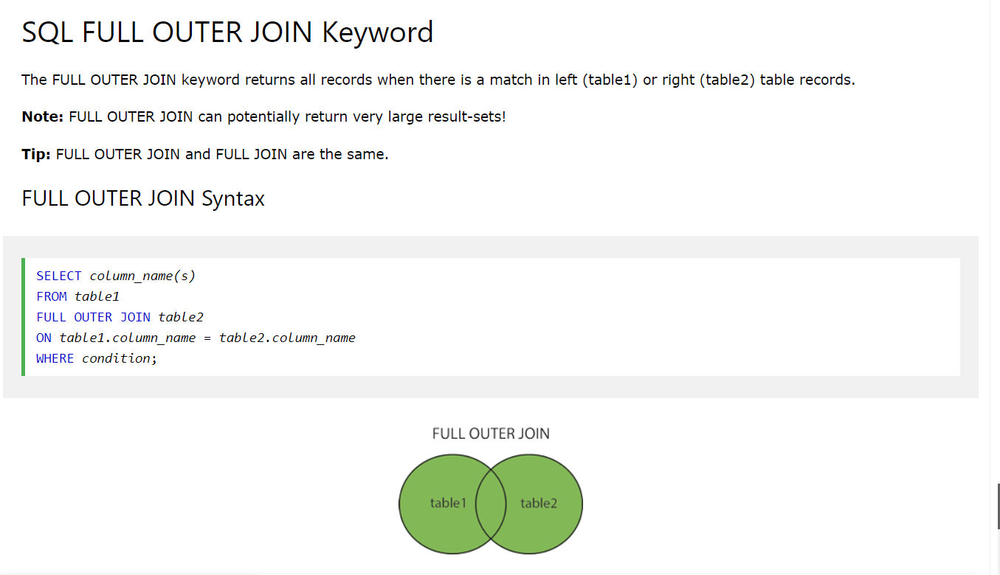 SQL FULL OUTER JOIN Keyword
The FULL OUTER JOIN keyword returns all records when there is a match in left (table1) or right (table2) table records.
Note: FULL OUTER JOIN can potentially return very large result-sets!
Tip: FULL OUTER JOIN and FULL JOIN are the same.
FULL OUTER JOIN Syntax
SELECT column_name(s)
FROM table1
FULL OUTER JOIN table2
ON table1.column_name = table2.column_name
WHERE condition;
FULL OUTER JOIN
table1 table2